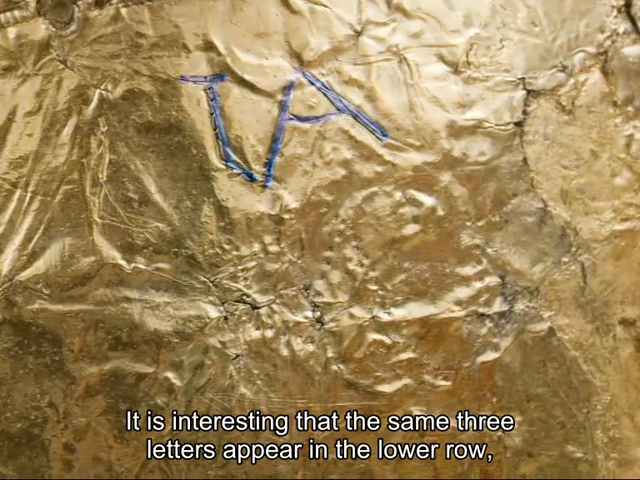 It is interesting that the same three
letters appear in the lower row,